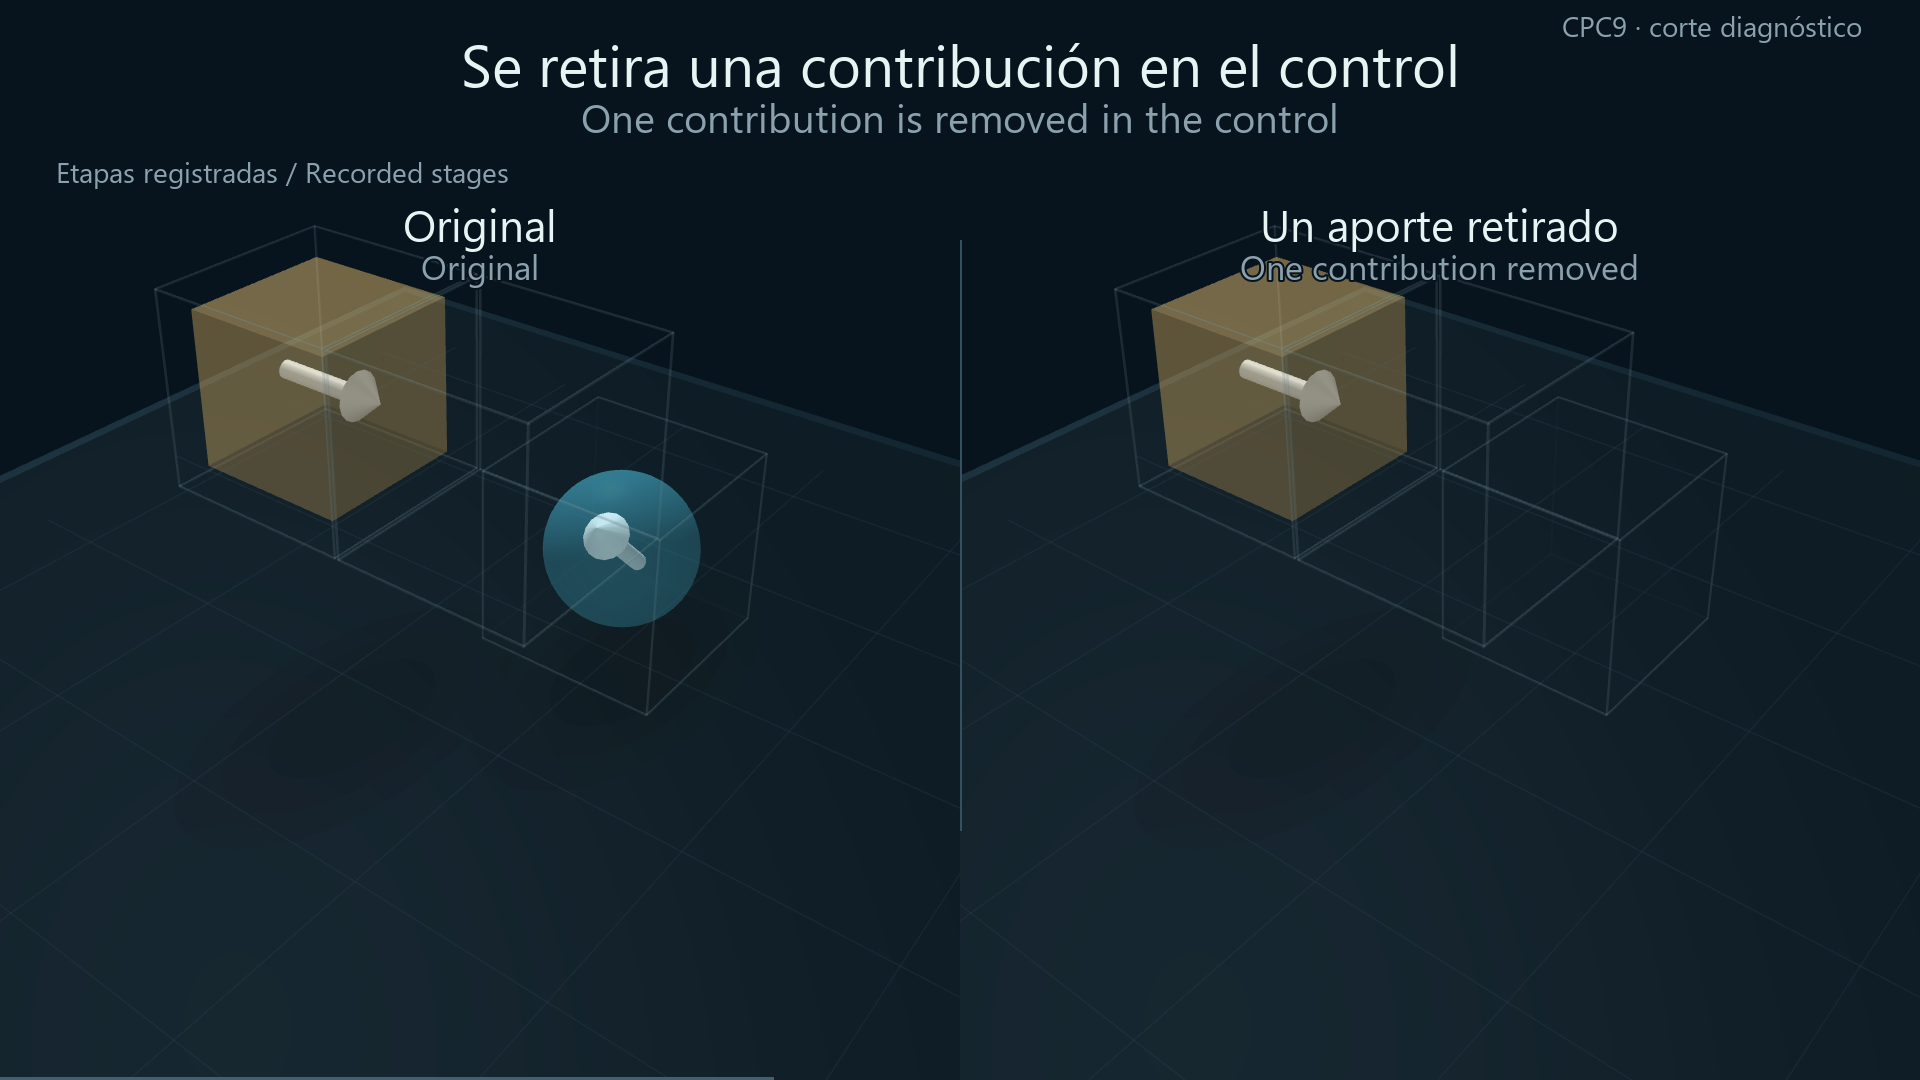 CPC9 · corte diagnóstico
Se retira una contribución en el control
One contribution is removed in the control
Etapas registradas / Recorded stages
Original
Original
Un aporte retirado
One contribution removed